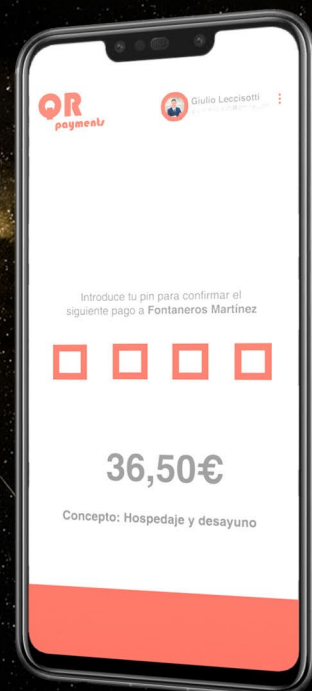 QR
payments
Giulio Leccisotti
Introduce tu pin para confirmar el
siguiente pago a Fontaneros Martínez
36,50€
Concepto: Hospedaje y desayuno